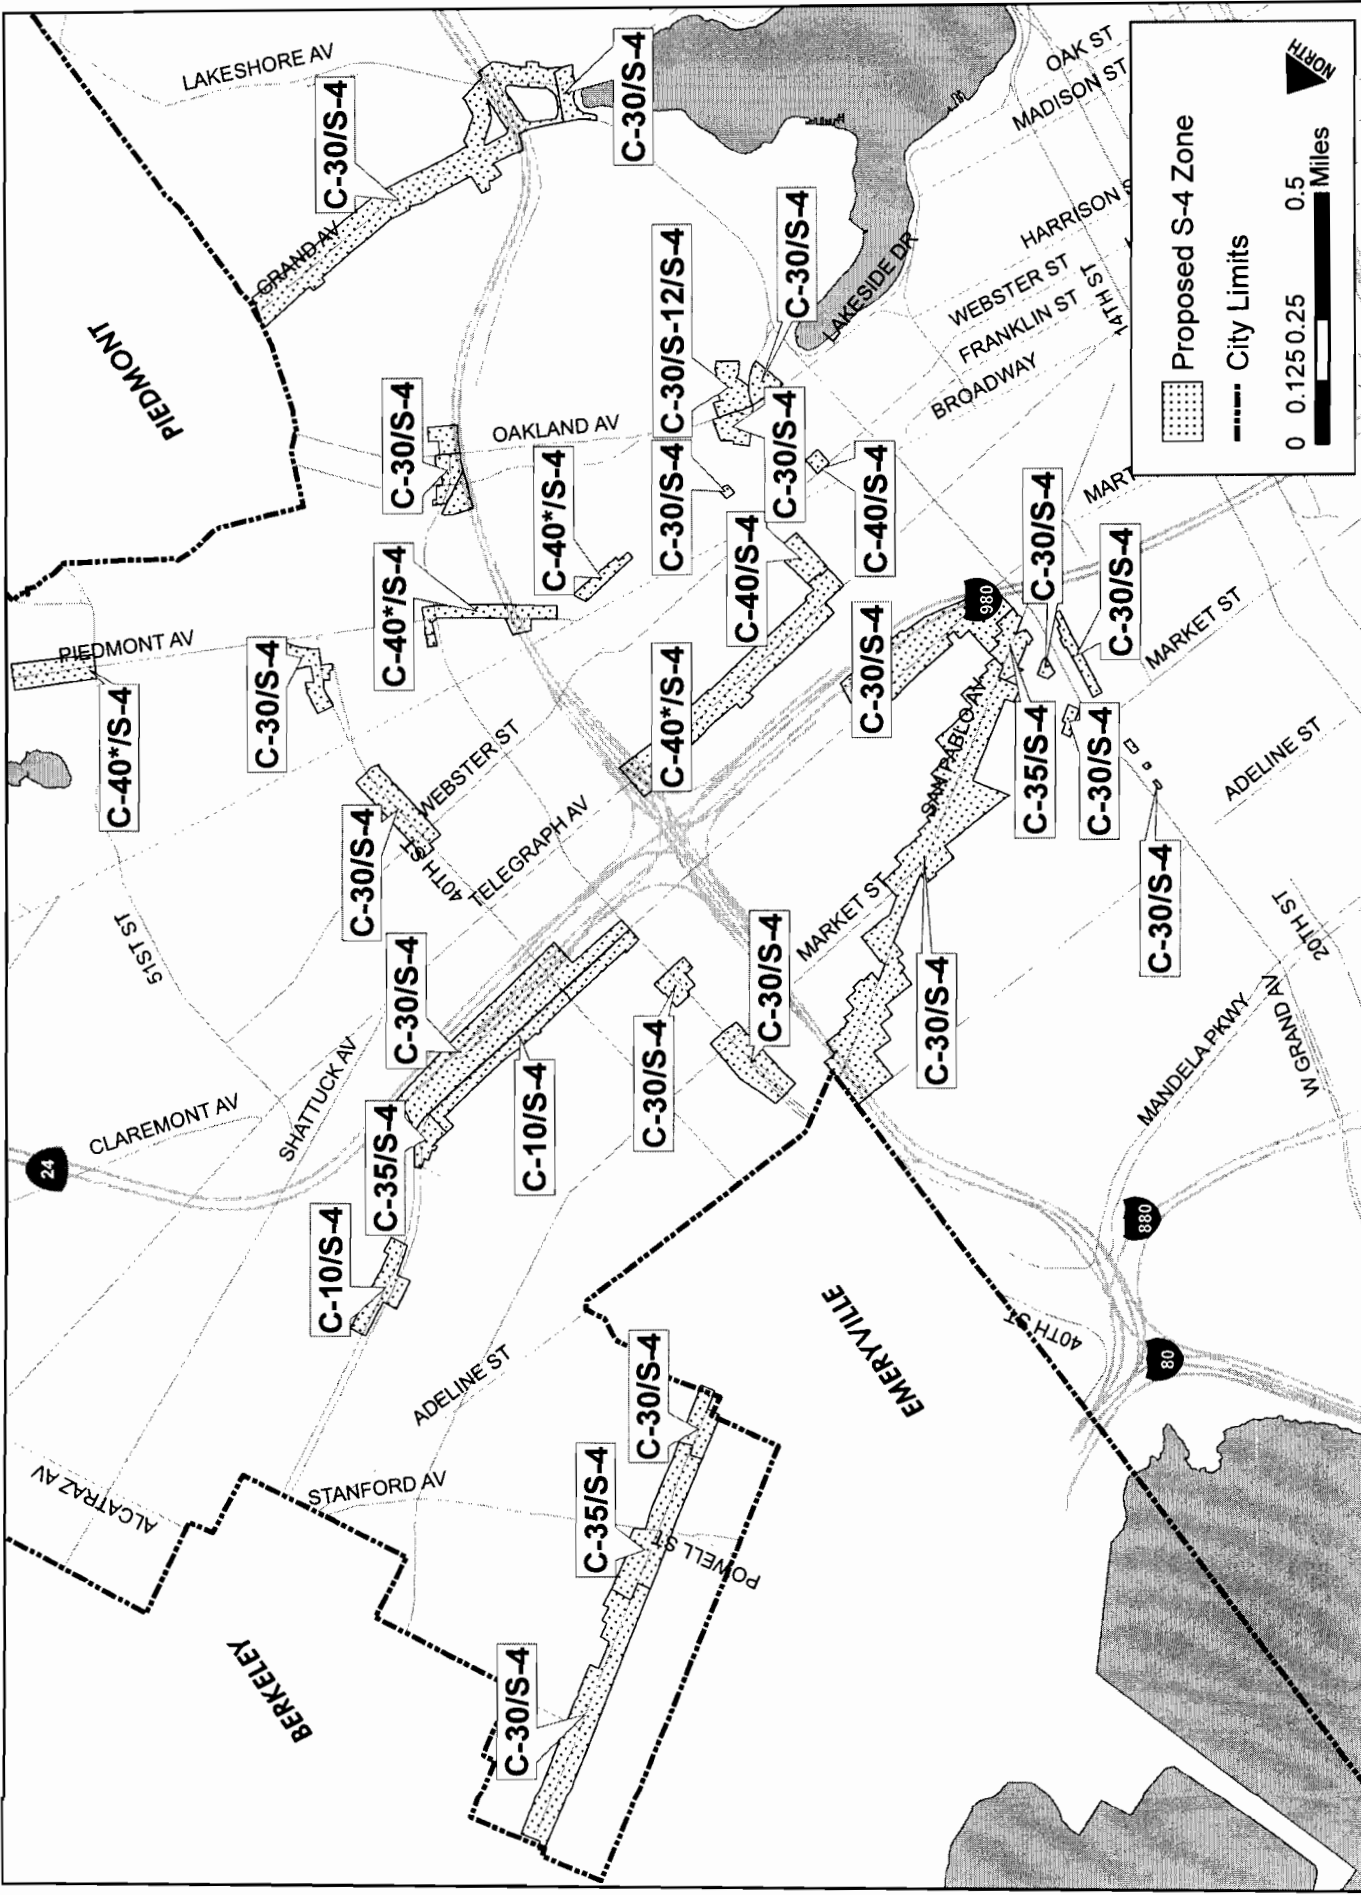 LAKESHORE AV
C-30/S-4
C-30/S-4
GRAND AV
PIEDMONT
OAK ST
MADISON ST
HARRISON S
WEBSTER ST
FRANKLIN ST
14TH ST
BROADWAY
LAKESIDE DR
C-30/S-12/S-4
C-30/S-4
C-30/S-4
C-30/S-4
C-30/S-4
OAKLAND AV
C-40*/S-4
C-40*/S-4
C-40/S-4
C-40/S-4
PIEDMONT AV
C-40*/S-4
C-30/S-4
C-40*/S-4
C-30/S-4
980
C-30/S-4
C-30/S-4
MART
MARKET ST
C-35/S-4
C-30/S-4
SAN PABLO AV
ADELINE ST
C-30/S-4
WEBSTER ST
C-30/S-4
40TH ST
TELEGRAPH AV
51ST ST
C-30/S-4
C-30/S-4
C-30/S-4
MARKET ST
C-30/S-4
20TH ST
W GRAND AV
MANDELA PKWY
SHATTUCK AV
CLAREMONT AV
24
C-35/S-4
C-10/S-4
C-10/S-4
880
80
40TH ST
EMERYVILLE
ADELINE ST
C-30/S-4
STANFORD AV
ALCATRAZ AV
C-35/S-4
POWELL ST
C-30/S-4
BERKELEY
Proposed S-4 Zone
City Limits
0 0.125 0.25 0.5
Miles
NORTH